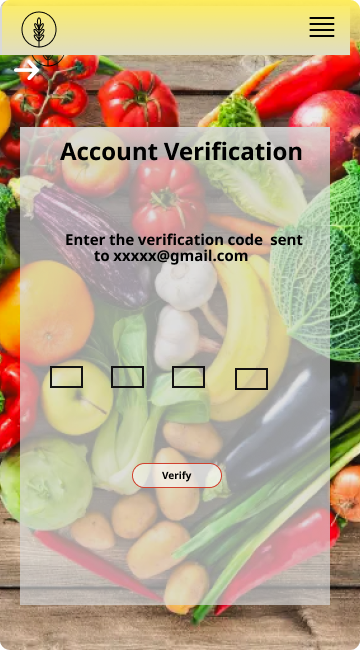 Account Verification
Enter the verification code sent
to xxxxx@gmail.com
Verify